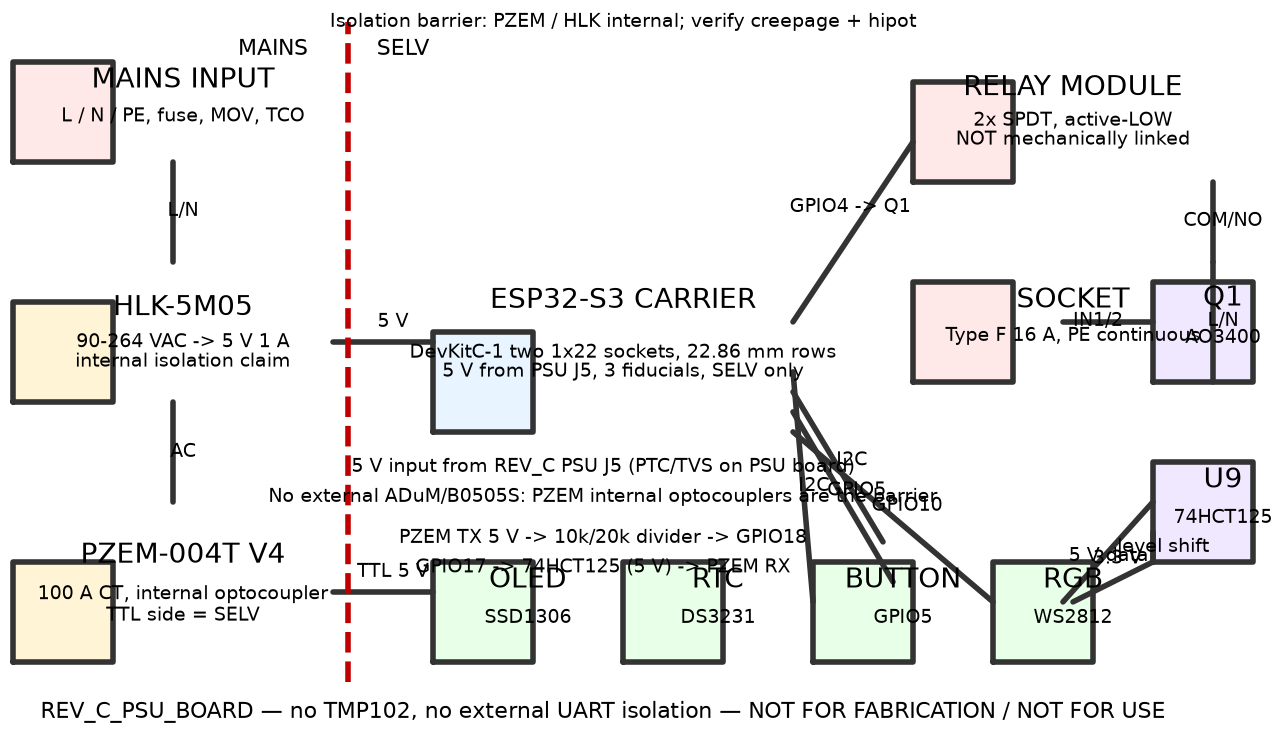 Isolation barrier: PZEM / HLK internal; verify creepage + hipot
MAINS
SELV
MAINS INPUT
L / N / PE, fuse, MOV, TCO
L/N
HLK-5M05
90-264 VAC -> 5 V 1 A
internal isolation claim
AC
PZEM-004T V4
100 A CT, internal optocoupler
TTL side = SELV
5 V
TTL 5 V
ESP32-S3 CARRIER
DevKitC-1 two 1x22 sockets, 22.86 mm rows
5 V from PSU J5, 3 fiducials, SELV only
5 V input from REV_C PSU J5 (PTC/TVS on PSU board)
No external ADuM/B0505S: PZEM internal optocouplers are the barrier
PZEM TX 5 V -> 10k/20k divider -> GPIO18
GPIO17 -> 74HCT125 (5 V) -> PZEM RX
RELAY MODULE
2x SPDT, active-LOW
NOT mechanically linked
GPIO4 -> Q1
COM/NO
SOCKET
Type F 16 A, PE continuous
IN1/2
Q1
L/N
AO3400
I2C
I2C
GPIO5
GPIO10
U9
74HCT125
level shift
5 V data
3.3 V
OLED
SSD1306
RTC
DS3231
BUTTON
GPIO5
RGB
WS2812
REV_C_PSU_BOARD — no TMP102, no external UART isolation — NOT FOR FABRICATION / NOT FOR USE